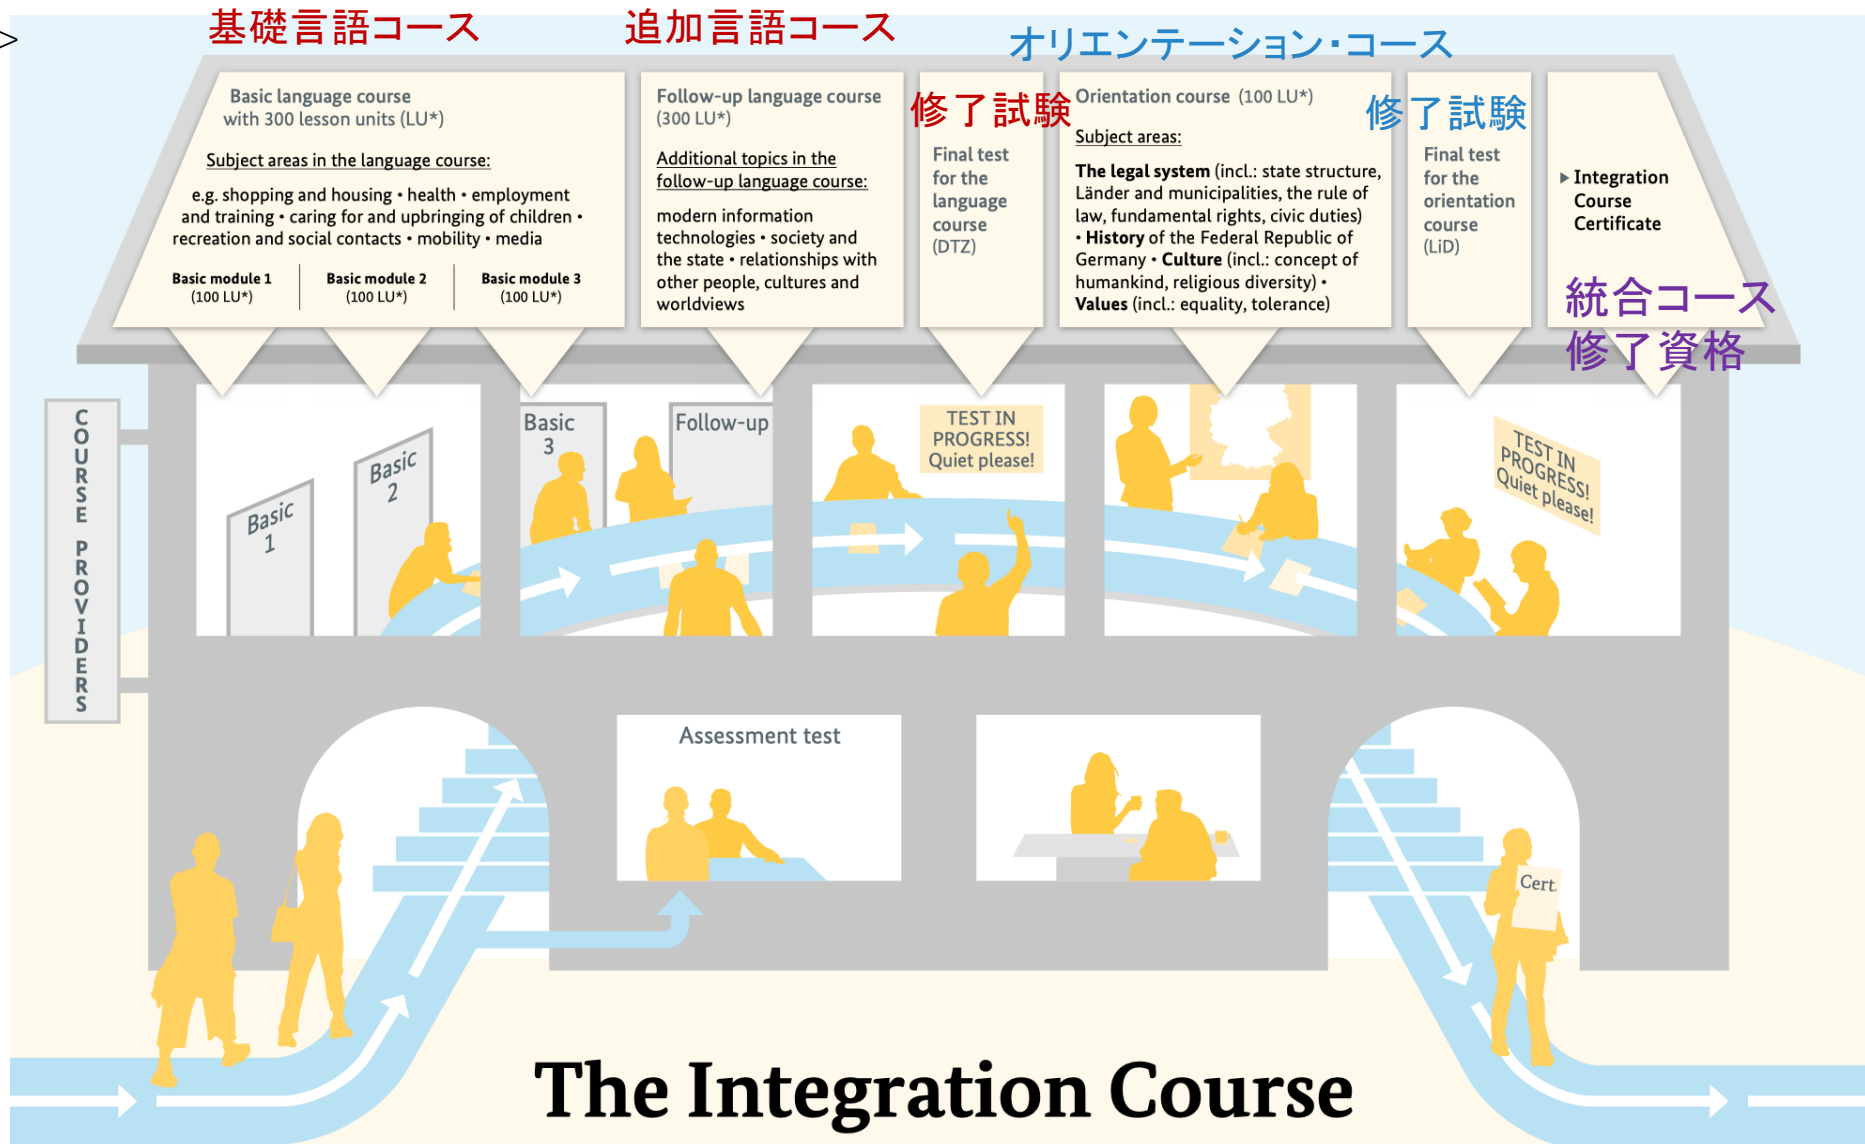 >
基礎言語コース
追加言語コース
オリエンテーション・コース
Basic language course
with 300 lesson units (LU*)
Subject areas in the language course:
e.g. shopping and housing • health • employment
and training • caring for and upbringing of children •
recreation and social contacts • mobility • media
Basic module 1
(100 LU*)
Basic module 2
(100 LU*)
Basic module 3
(100 LU*)
Follow-up language course
(300 LU*)
Additional topics in the
follow-up language course:
modern information
technologies • society and
the state • relationships with
other people, cultures and
worldviews
修了試験
Final test
for the
language
course
(DTZ)
Orientation course (100 LU*)
Subject areas:
The legal system (incl.: state structure,
Länder and municipalities, the rule of
law, fundamental rights, civic duties)
• History of the Federal Republic of
Germany • Culture (incl.: concept of
humankind, religious diversity) •
Values (incl.: equality, tolerance)
修了試験
Final test
for the
orientation
course
(LiD)
▶ Integration
Course
Certificate
統合コース
修了資格
COURSE PROVIDERS
Basic
1
Basic
2
Basic
3
Follow-up
TEST IN
PROGRESS!
Quiet please!
TEST IN
PROGRESS!
Quiet please!
Assessment test
Cert.
The Integration Course